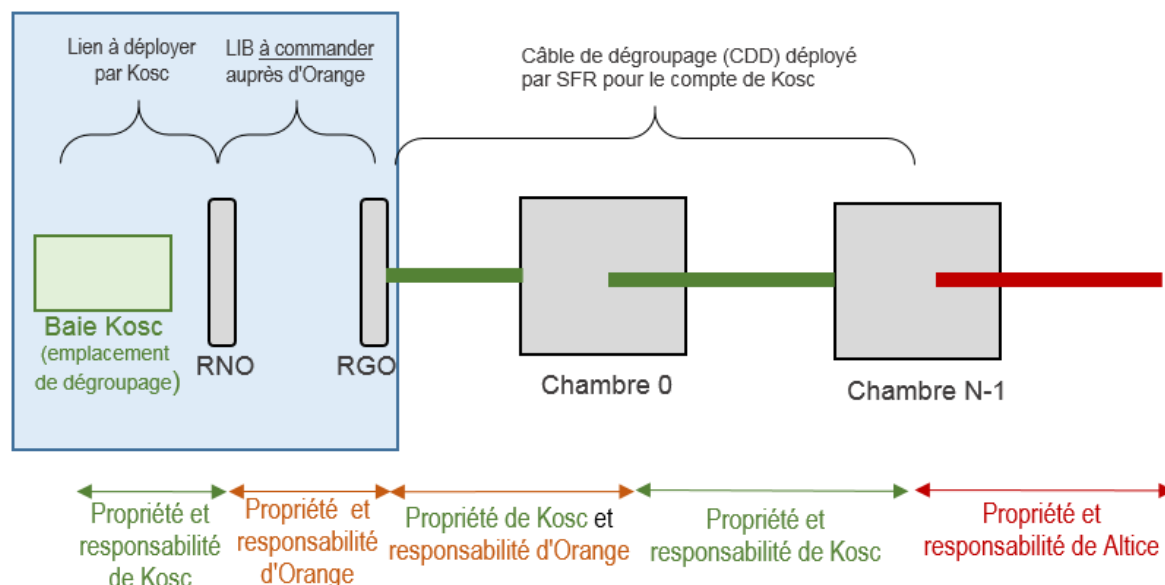 Lien à déployer
par Kosc
LIB à commander
auprès d'Orange
Câble de dégroupage (CDD) déployé
par SFR pour le compte de Kosc
Baie Kosc
(emplacement
de dégroupage)
RNO
RGO
Chambre 0
Chambre N-1
Propriété et
responsabilité
de Kosc
Propriété et
responsabilité
d'Orange
Propriété de Kosc et
responsabilité d'Orange
Propriété et
responsabilité de Kosc
Propriété et
responsabilité de Altice